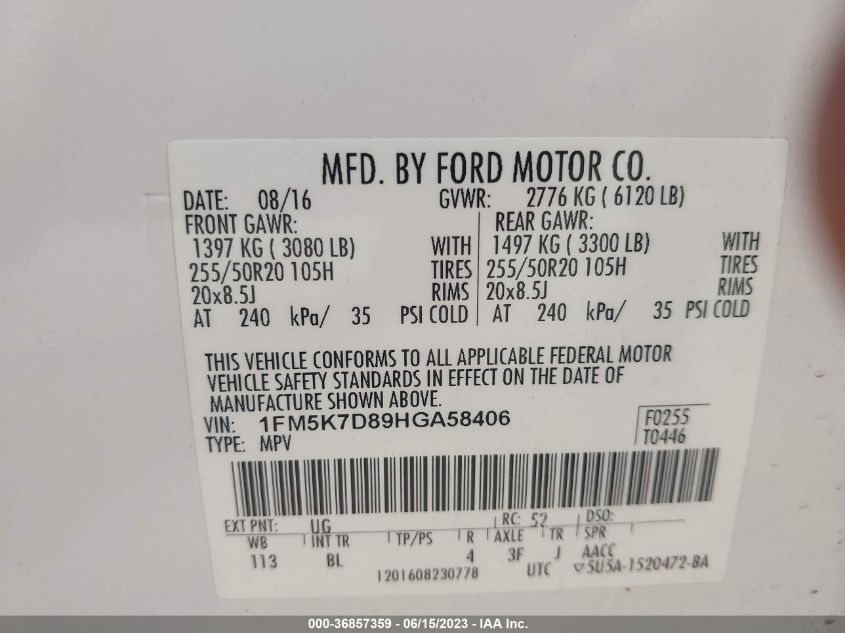 MFD. BY FORD MOTOR CO.
DATE: 08/16 GVWR: 2776 KG ( 6120 LB)
FRONT GAWR: REAR GAWR:
1397 KG ( 3080 LB) WITH 1497 KG ( 3300 LB) WITH
255/50R20 105H TIRES 255/50R20 105H TIRES
20x8.5J RIMS 20x8.5J RIMS
AT 240 kPa/ 35 PSI COLD AT 240 kPa/ 35 PSI COLD
THIS VEHICLE CONFORMS TO ALL APPLICABLE FEDERAL MOTOR
VEHICLE SAFETY STANDARDS IN EFFECT ON THE DATE OF
MANUFACTURE SHOWN ABOVE.
VIN: 1FM5K7D89HGA58406 F0255
TYPE: MPV T0446
EXT PNT: UG RC: 52 DSO:
WB INT TR TP/PS R AXLE TR SPR
113 BL 4 3F J AACC
1201608230778 UTC 5U5A-1520472-BA
000-36857359 - 06/15/2023 - IAA Inc.